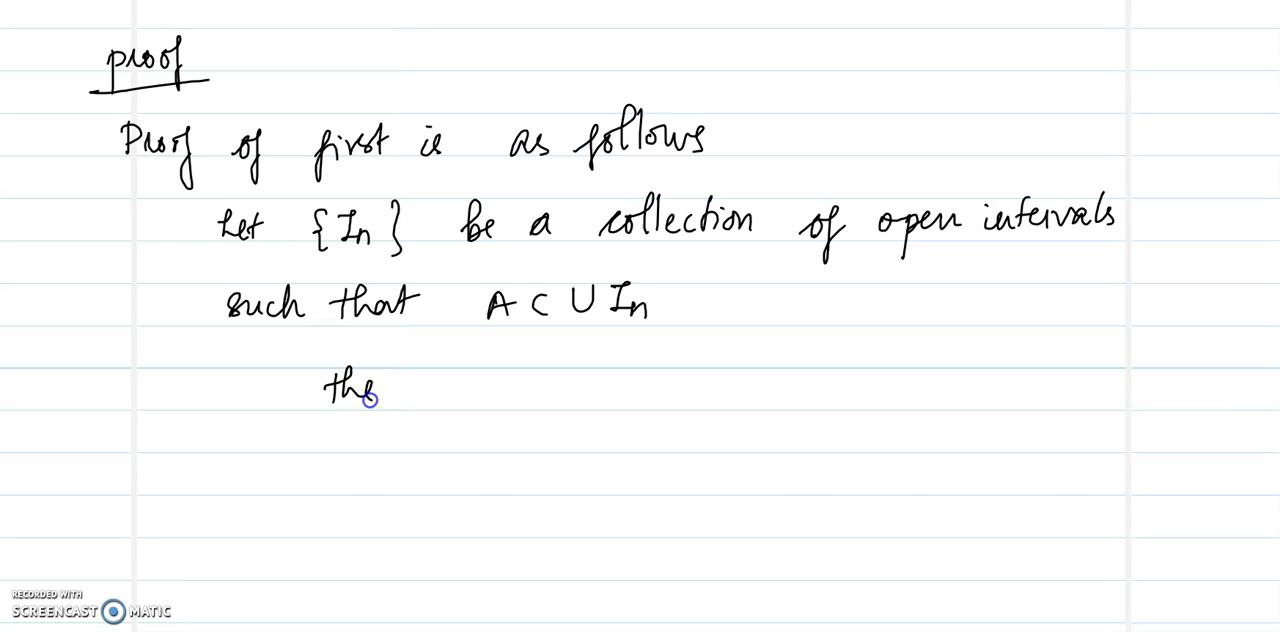 proof
Proof of first is as follows
Let {In} be a collection of open intervals
such that A ⊂ ∪ In
the
RECORDED WITH
SCREENCAST MATIC